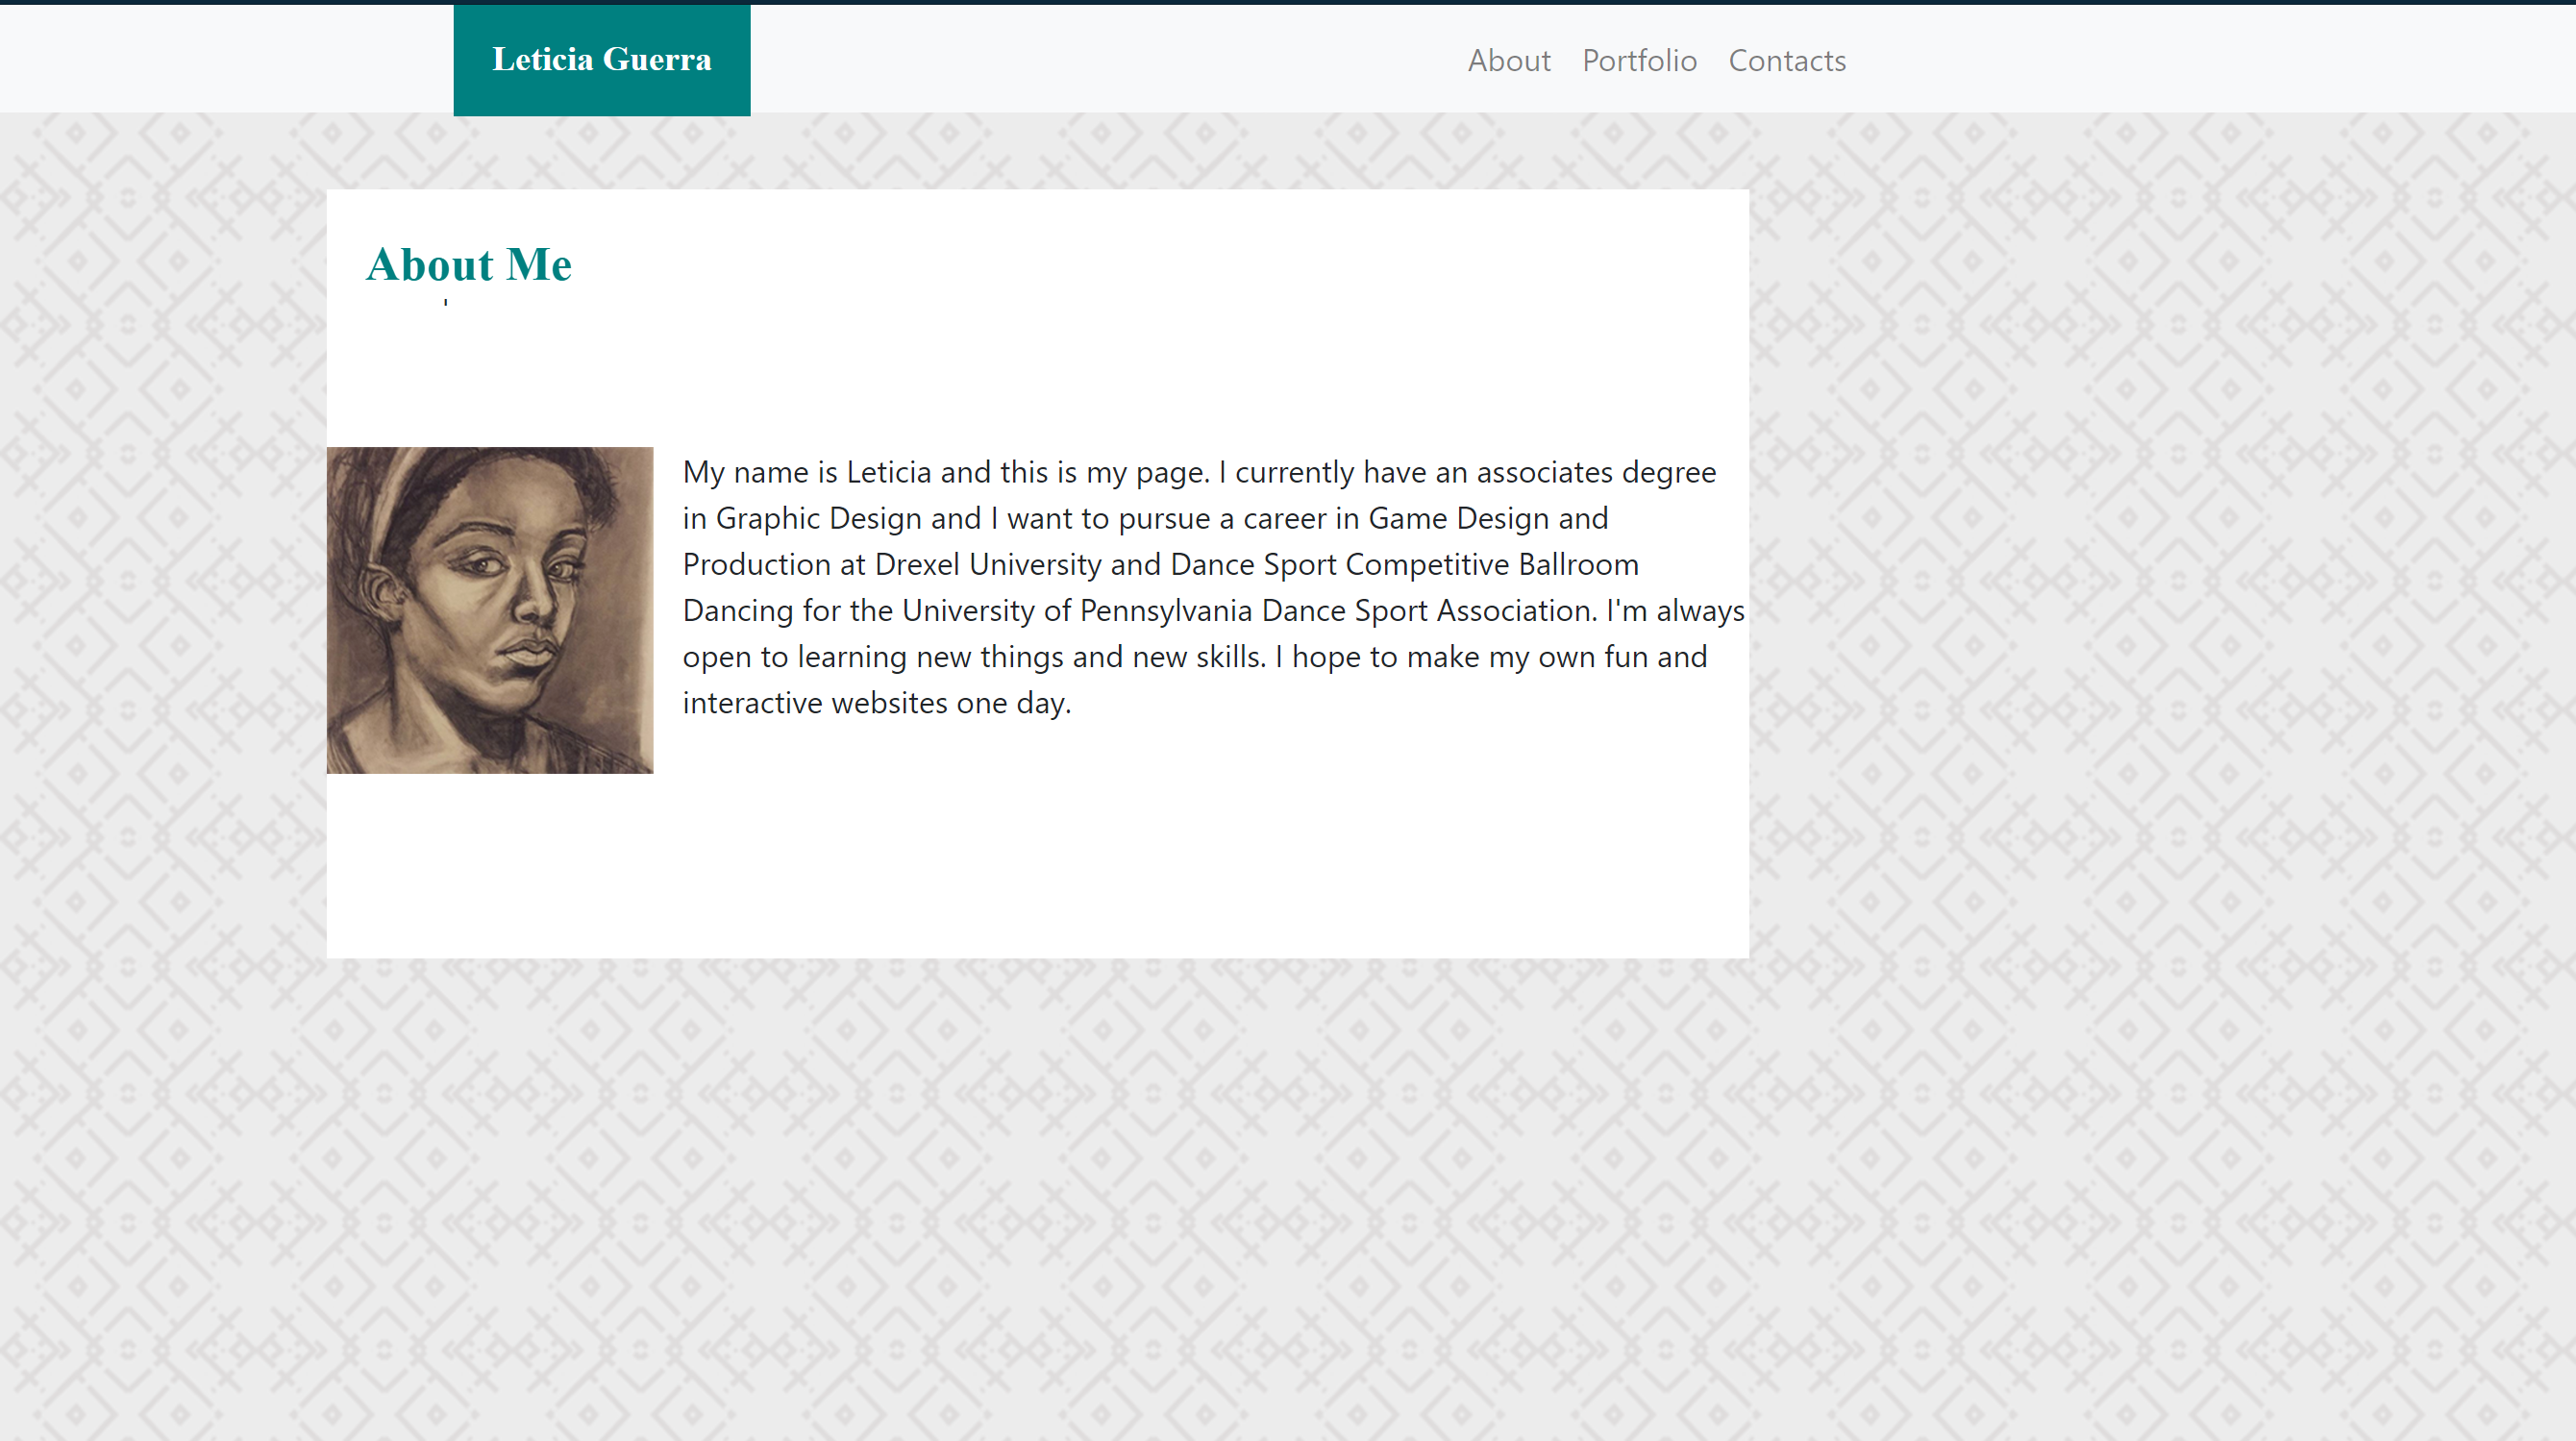 Leticia Guerra
About Portfolio Contacts
About Me
'
My name is Leticia and this is my page. I currently have an associates degree
in Graphic Design and I want to pursue a career in Game Design and
Production at Drexel University and Dance Sport Competitive Ballroom
Dancing for the University of Pennsylvania Dance Sport Association. I'm always
open to learning new things and new skills. I hope to make my own fun and
interactive websites one day.